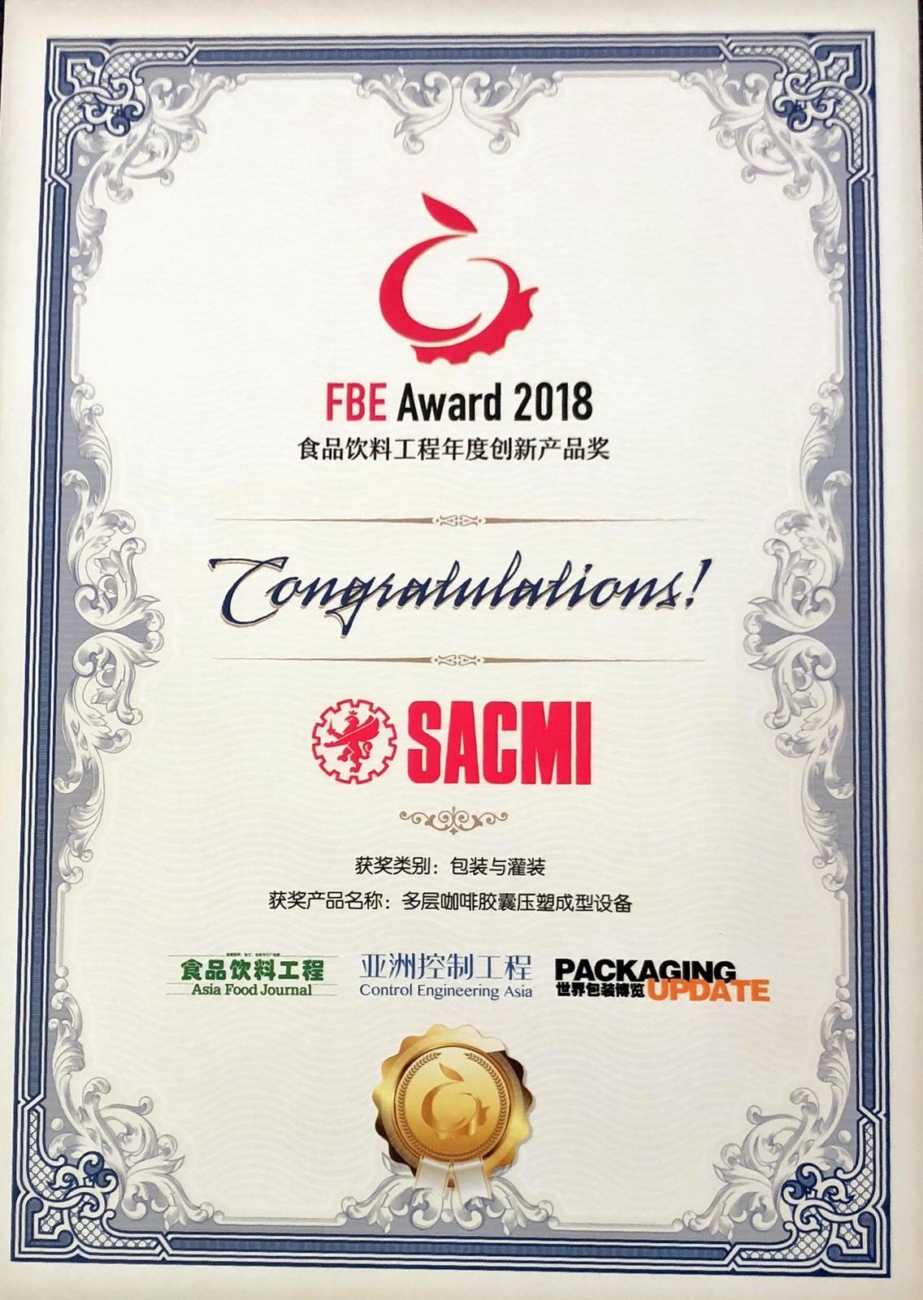 FBE Award 2018
食品饮料工程年度创新产品奖
Congratulations!
SACMI
获奖类别：包装与灌装
获奖产品名称：多层咖啡胶囊压塑成型设备
食品饮料工程
Asia Food Journal
亚洲控制工程
Control Engineering Asia
PACKAGING
世界包装博览 UPDATE